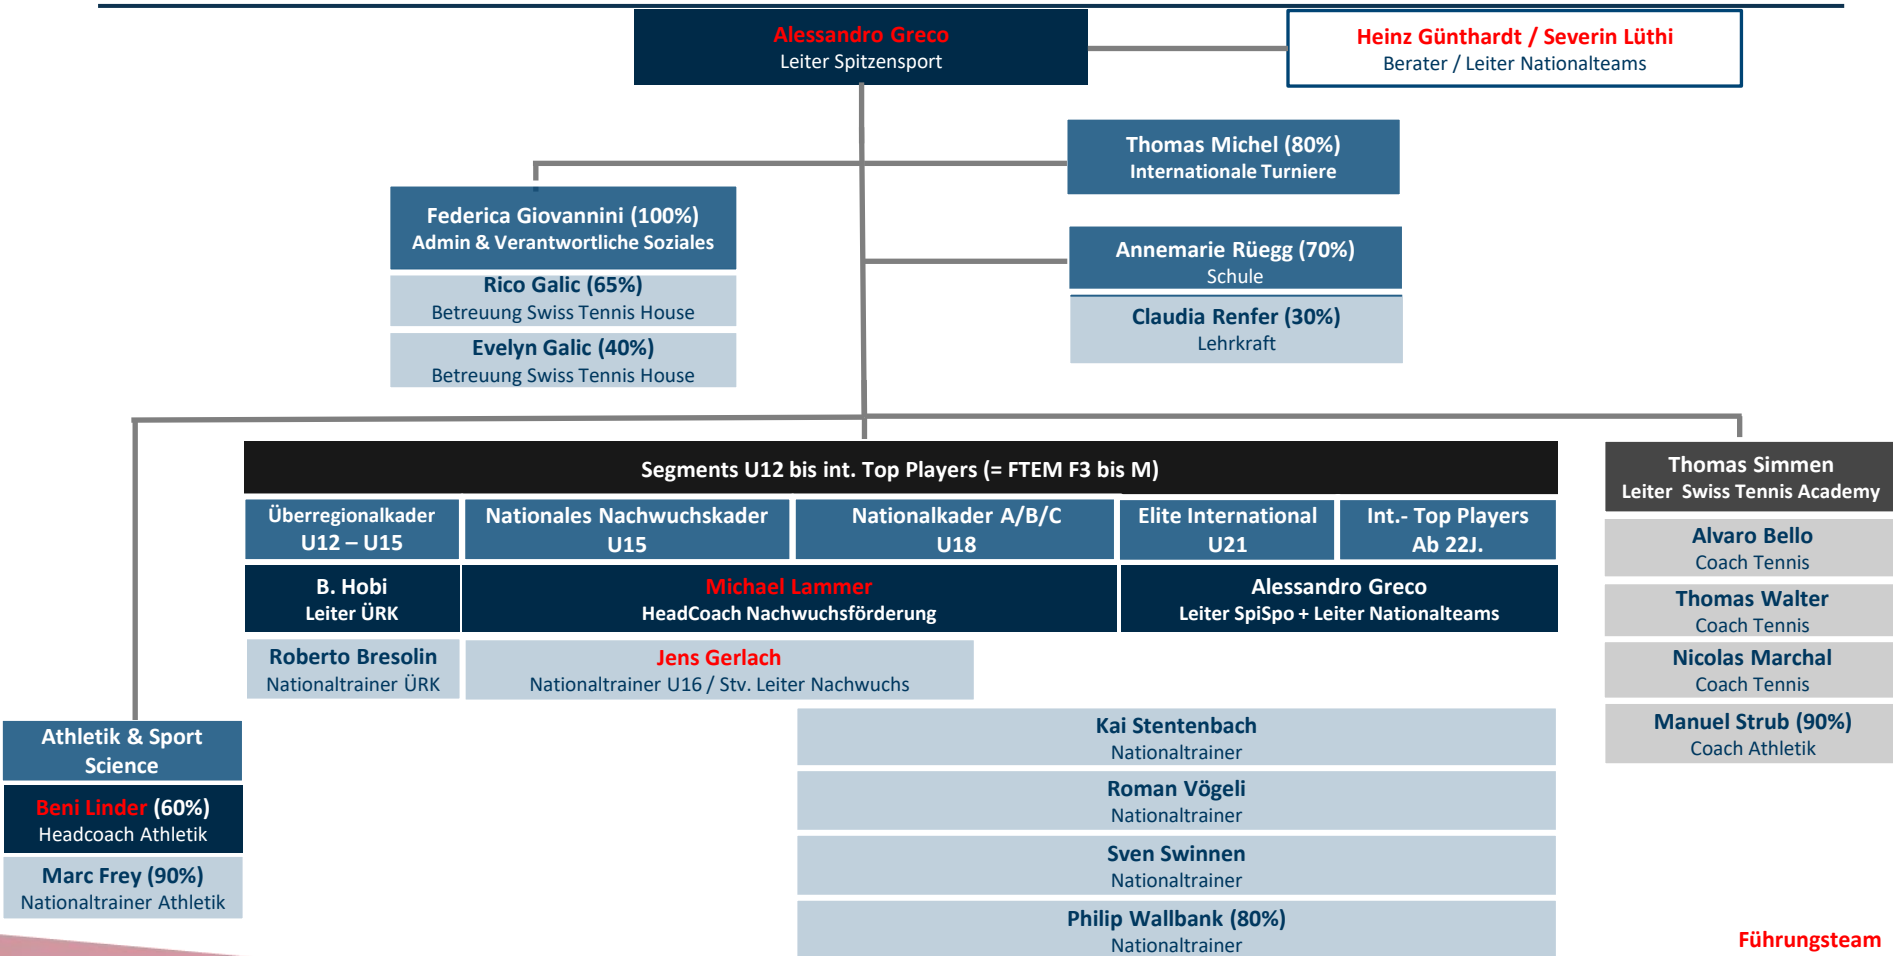 Alessandro Greco
Leiter Spitzensport
Heinz Günthardt / Severin Lüthi
Berater / Leiter Nationalteams
Thomas Michel (80%)
Internationale Turniere
Federica Giovannini (100%)
Admin & Verantwortliche Soziales
Rico Galic (65%)
Betreuung Swiss Tennis House
Evelyn Galic (40%)
Betreuung Swiss Tennis House
Annemarie Rüegg (70%)
Schule
Claudia Renfer (30%)
Lehrkraft
Segments U12 bis int. Top Players (= FTEM F3 bis M)
Überregionalkader
U12 – U15
Nationales Nachwuchskader
U15
Nationalkader A/B/C
U18
Elite International
U21
Int.- Top Players
Ab 22J.
B. Hobi
Leiter ÜRK
Michael Lammer
HeadCoach Nachwuchsförderung
Alessandro Greco
Leiter SpiSpo + Leiter Nationalteams
Roberto Bresolin
Nationaltrainer ÜRK
Jens Gerlach
Nationaltrainer U16 / Stv. Leiter Nachwuchs
Kai Stentenbach
Nationaltrainer
Roman Vögeli
Nationaltrainer
Sven Swinnen
Nationaltrainer
Philip Wallbank (80%)
Nationaltrainer
Thomas Simmen
Leiter Swiss Tennis Academy
Alvaro Bello
Coach Tennis
Thomas Walter
Coach Tennis
Nicolas Marchal
Coach Tennis
Manuel Strub (90%)
Coach Athletik
Athletik & Sport
Science
Beni Linder (60%)
Headcoach Athletik
Marc Frey (90%)
Nationaltrainer Athletik
Führungsteam